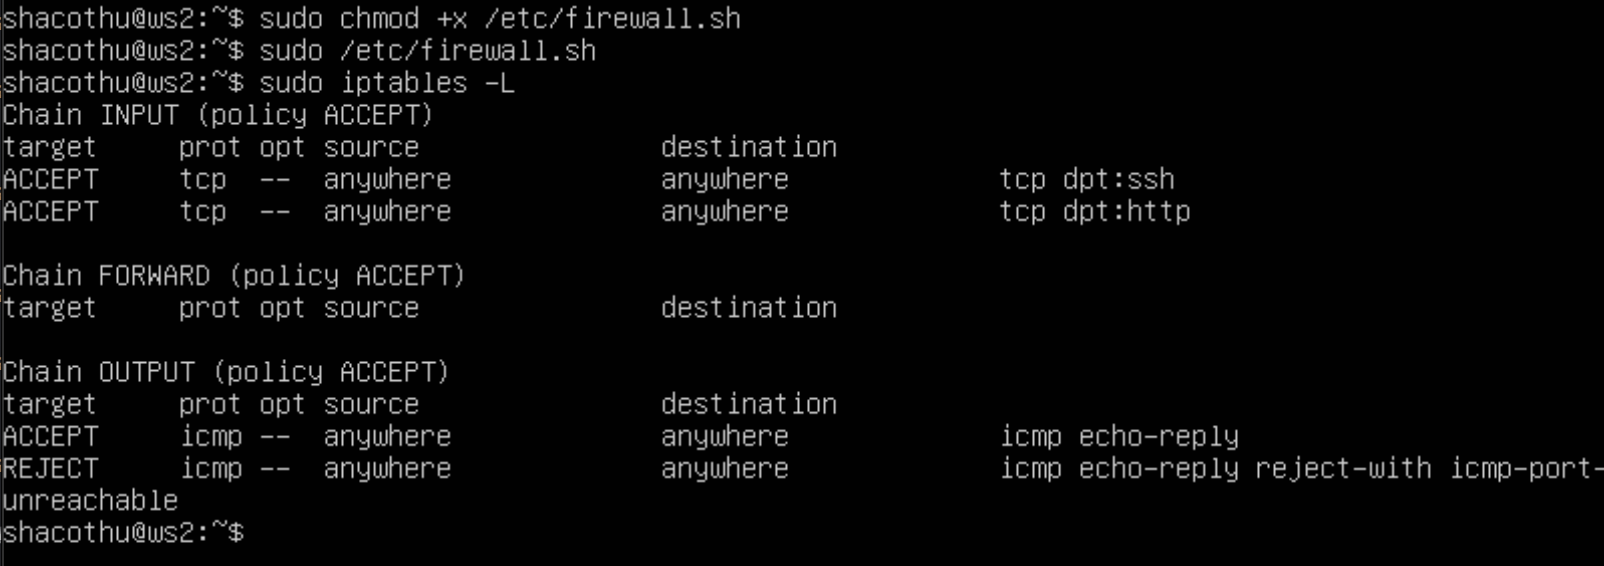 shacothu@ws2:~$ sudo chmod +x /etc/firewall.sh
shacothu@ws2:~$ sudo /etc/firewall.sh
shacothu@ws2:~$ sudo iptables -L
Chain INPUT (policy ACCEPT)
target     prot opt source               destination
ACCEPT     tcp  --  anywhere             anywhere             tcp dpt:ssh
ACCEPT     tcp  --  anywhere             anywhere             tcp dpt:http

Chain FORWARD (policy ACCEPT)
target     prot opt source               destination

Chain OUTPUT (policy ACCEPT)
target     prot opt source               destination
ACCEPT     icmp --  anywhere             anywhere             icmp echo-reply
REJECT     icmp --  anywhere             anywhere             icmp echo-reply reject-with icmp-port-
unreachable
shacothu@ws2:~$